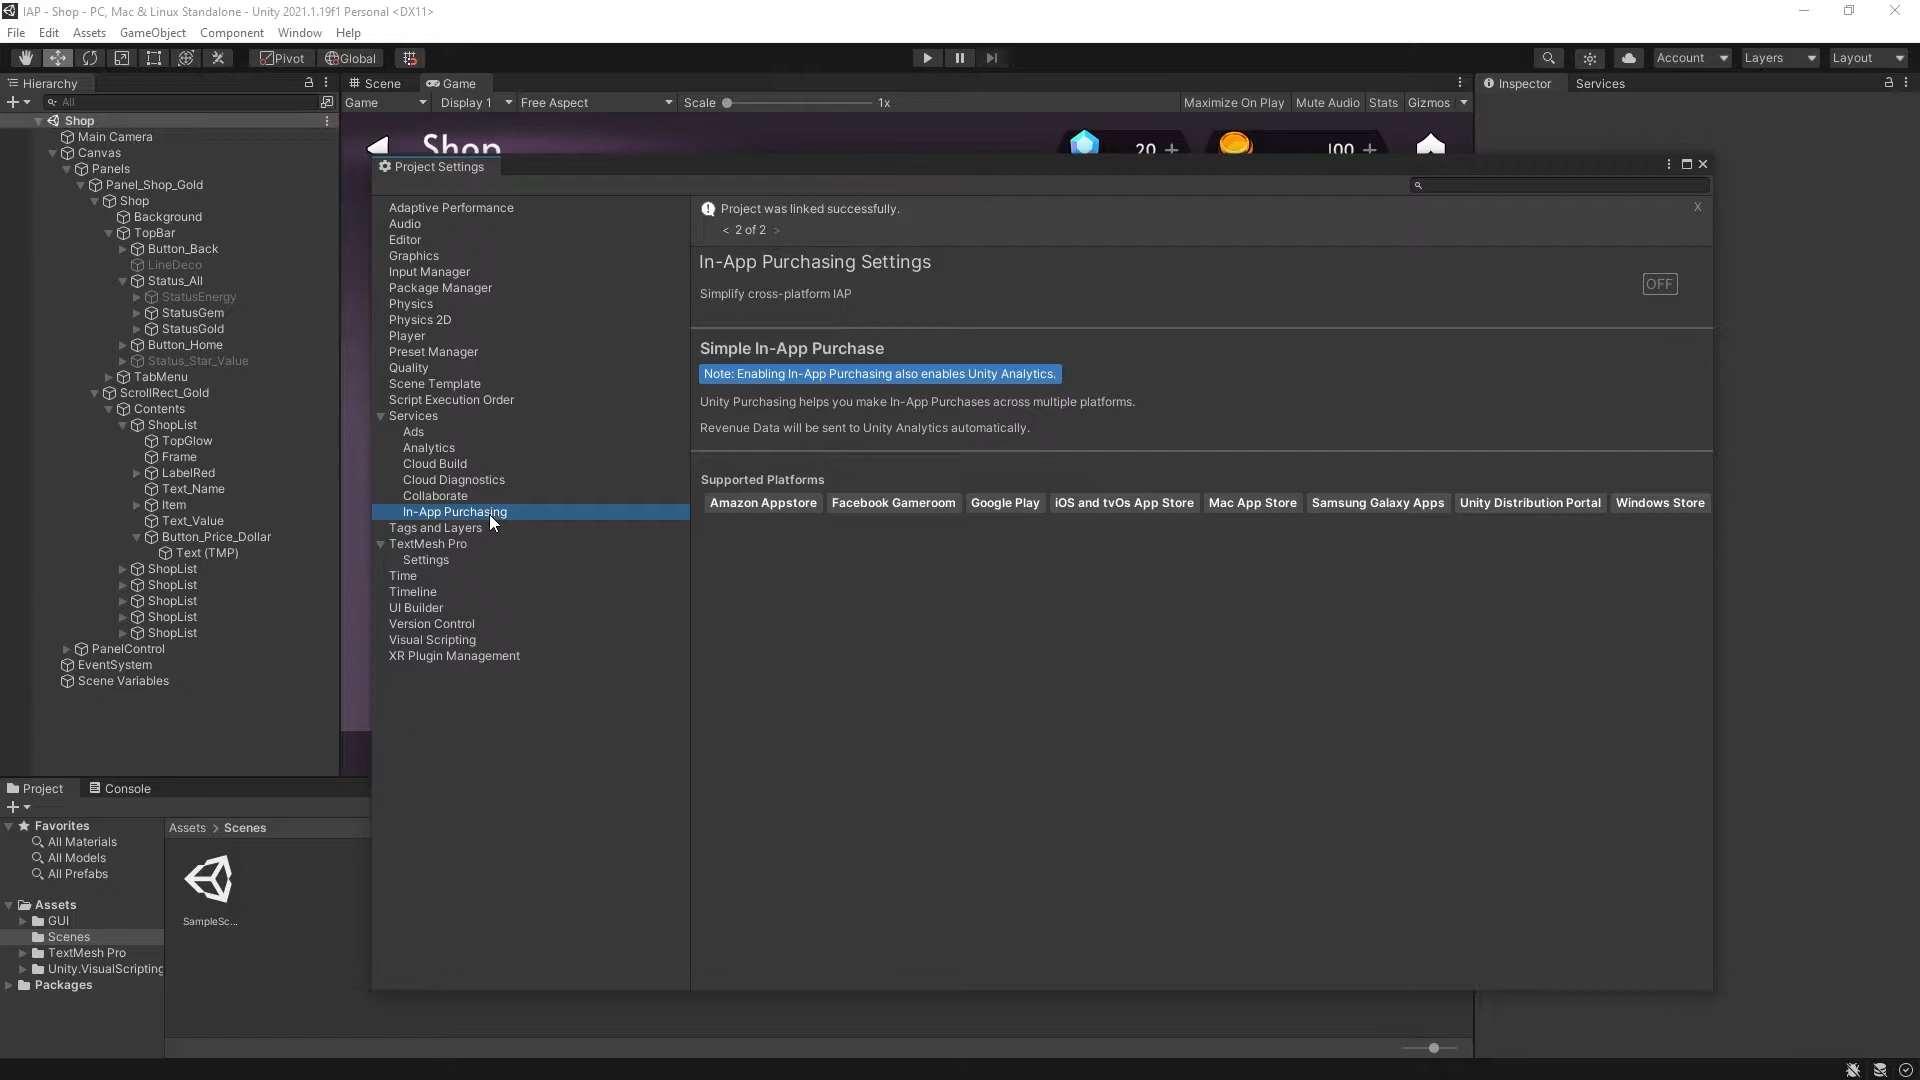 IAP - Shop - PC, Mac & Linux Standalone - Unity 2021.1.19f1 Personal <DX11>
File Edit Assets GameObject Component Window Help
Pivot Global Account Layers Layout
Hierarchy Scene Game Inspector Services
All Game Display 1 Free Aspect Scale 1x Maximize On Play Mute Audio Stats Gizmos
Shop
Main Camera
Canvas
Panels
Panel_Shop_Gold
Shop
Background
TopBar
Button_Back
LineDeco
Status_All
StatusEnergy
StatusGem
StatusGold
Button_Home
Status_Star_Value
TabMenu
ScrollRect_Gold
Contents
ShopList
TopGlow
Frame
LabelRed
Text_Name
Item
Text_Value
Button_Price_Dollar
Text (TMP)
ShopList
ShopList
ShopList
ShopList
ShopList
PanelControl
EventSystem
Scene Variables
Shop 20 + 100 +
Project Settings
Adaptive Performance
Audio
Editor
Graphics
Input Manager
Package Manager
Physics
Physics 2D
Player
Preset Manager
Quality
Scene Template
Script Execution Order
Services
Ads
Analytics
Cloud Build
Cloud Diagnostics
Collaborate
In-App Purchasing
Tags and Layers
TextMesh Pro
Settings
Time
Timeline
UI Builder
Version Control
Visual Scripting
XR Plugin Management
Project was linked successfully. X
< 2 of 2 >
In-App Purchasing Settings
Simplify cross-platform IAP OFF
Simple In-App Purchase
Note: Enabling In-App Purchasing also enables Unity Analytics.
Unity Purchasing helps you make In-App Purchases across multiple platforms.
Revenue Data will be sent to Unity Analytics automatically.
Supported Platforms
Amazon Appstore Facebook Gameroom Google Play iOS and tvOs App Store Mac App Store Samsung Galaxy Apps Unity Distribution Portal Windows Store
Project Console
Favorites
All Materials
All Models
All Prefabs
Assets
GUI
Scenes
TextMesh Pro
Unity.VisualScripting
Packages
Assets > Scenes
SampleSc...